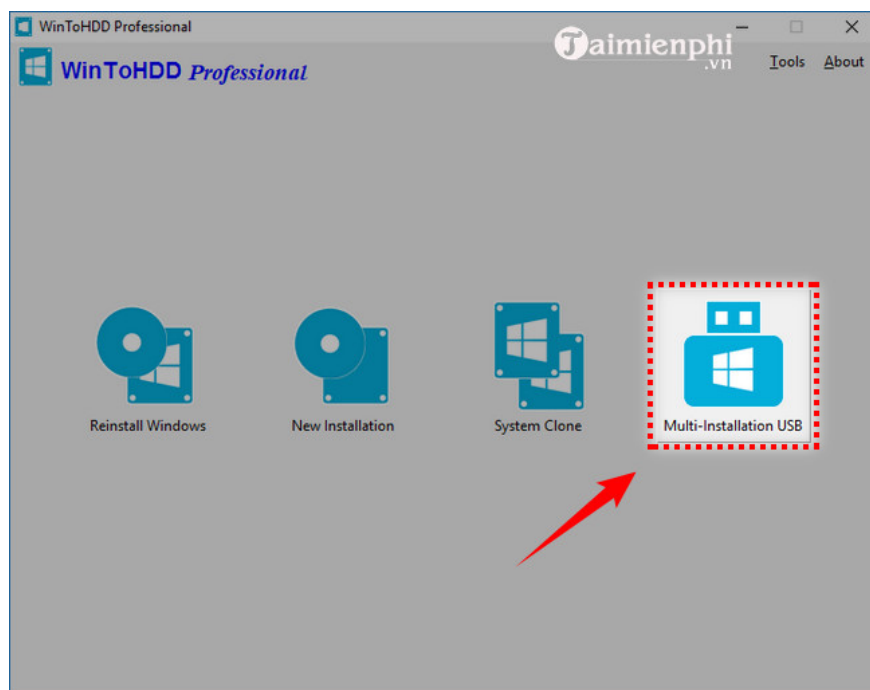 WinToHDD Professional
Taimienphi
.vn
WinToHDD Professional
Tools About
Reinstall Windows
New Installation
System Clone
Multi-Installation USB